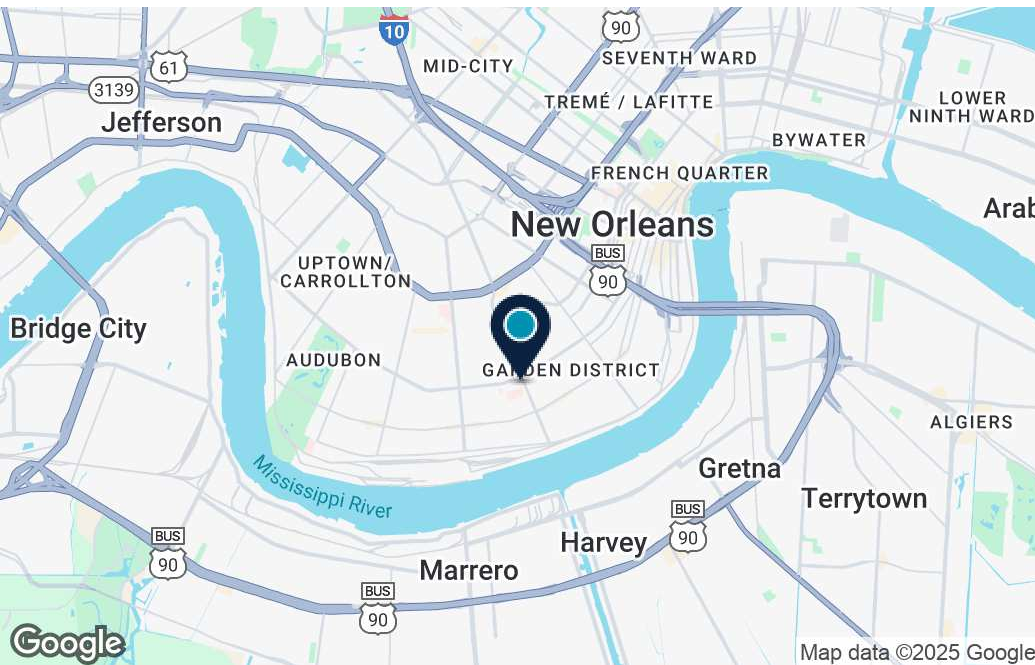 10
90
61
MID-CITY
SEVENTH WARD
3139
TREMÉ / LAFITTE
LOWER
NINTH WARD
Jefferson
BYWATER
FRENCH QUARTER
Arab
New Orleans
BUS
90
UPTOWN/
CARROLLTON
Bridge City
AUDUBON
GARDEN DISTRICT
ALGIERS
Mississippi River
Gretna
Terrytown
BUS
90
BUS
90
Harvey
Marrero
BUS
90
Google
Map data ©2025 Google